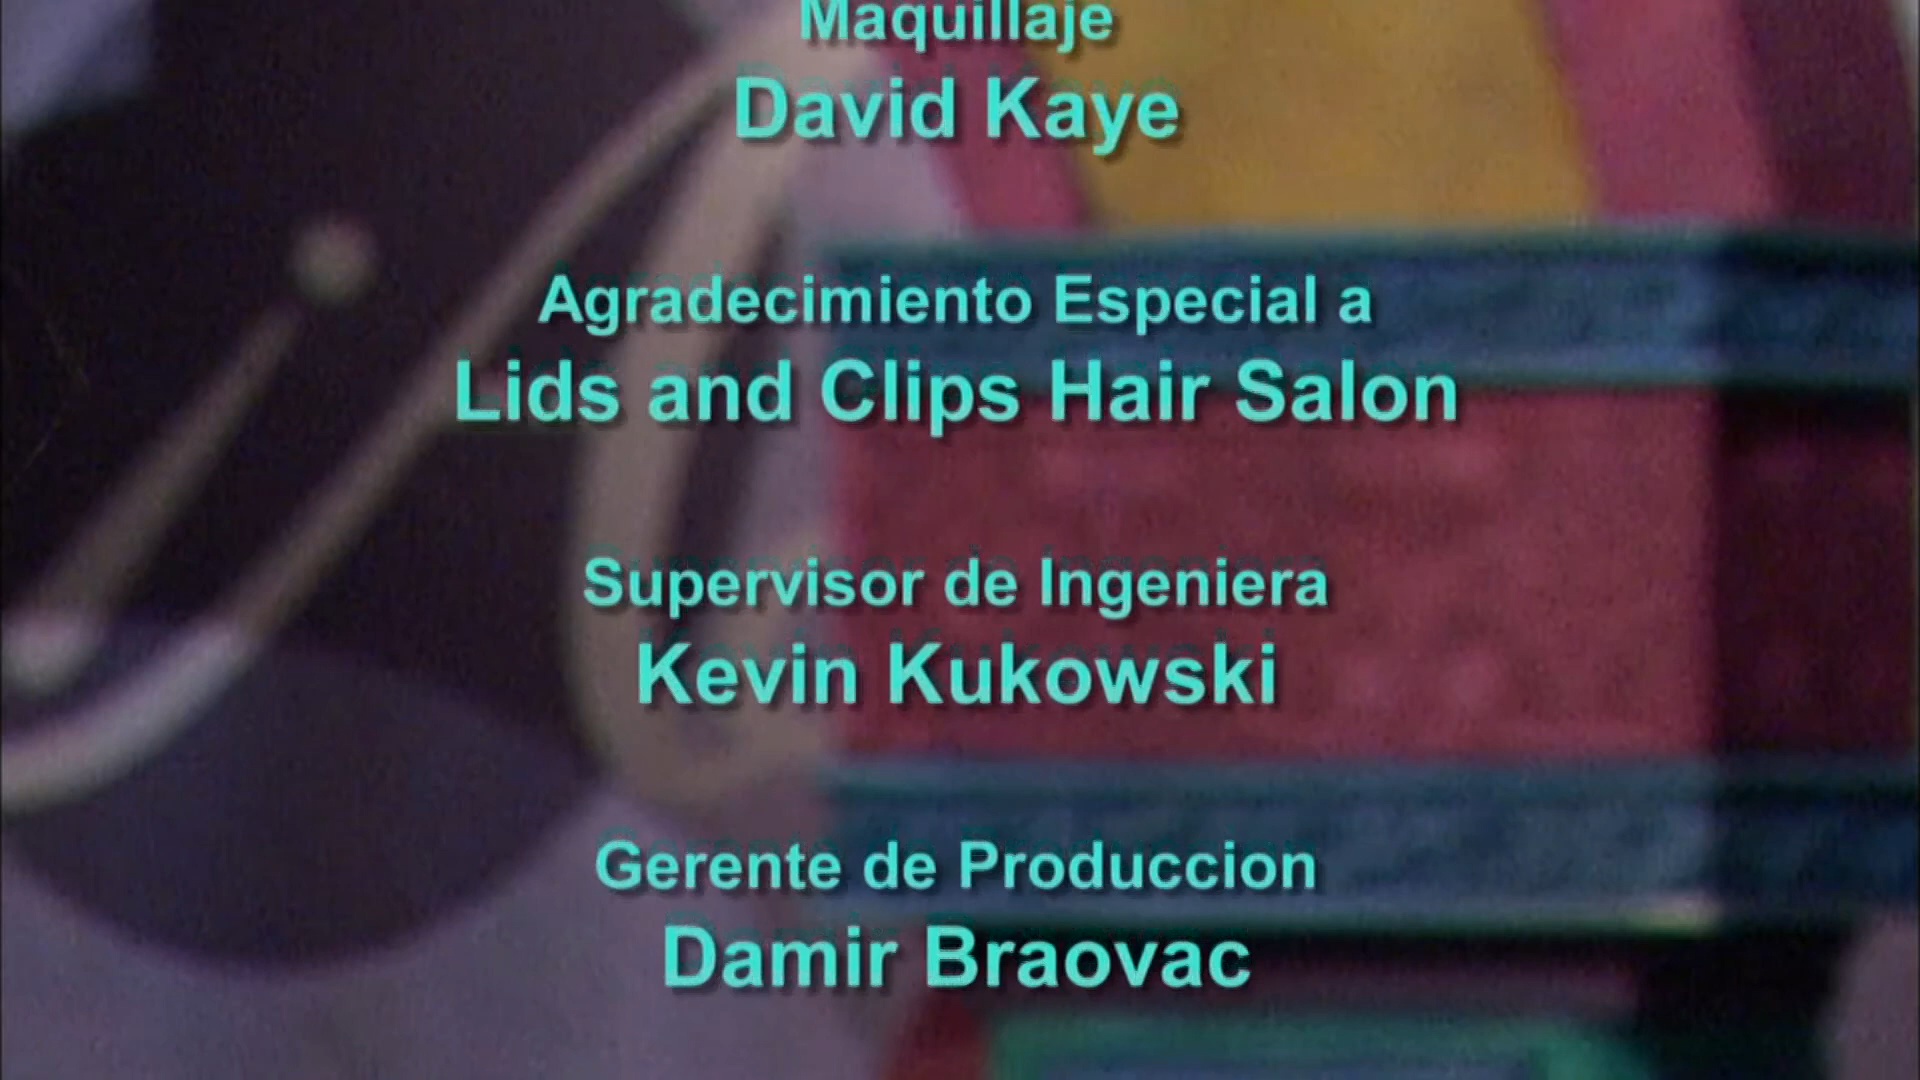 Maquillaje
David Kaye
Agradecimiento Especial a
Lids and Clips Hair Salon
Supervisor de Ingeniera
Kevin Kukowski
Gerente de Produccion
Damir Braovac